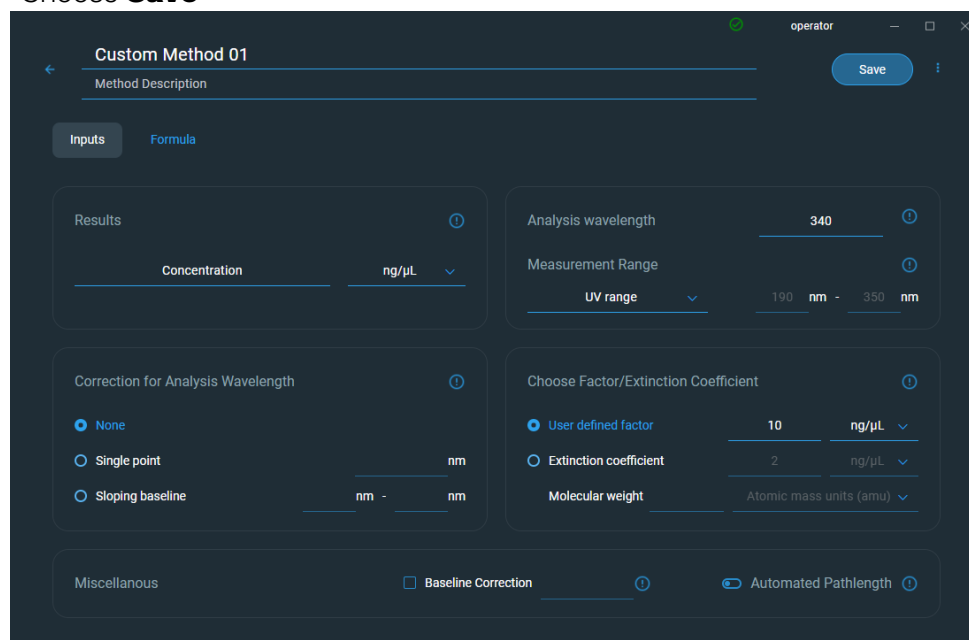 Choose Save
operator
Custom Method 01
Save
Method Description
Inputs Formula
Results
Concentration ng/µL
Analysis wavelength 340
Measurement Range
UV range 190 nm - 350 nm
Correction for Analysis Wavelength
None
Single point nm
Sloping baseline nm - nm
Choose Factor/Extinction Coefficient
User defined factor 10 ng/µL
Extinction coefficient 2 ng/µL
Molecular weight Atomic mass units (amu)
Miscellanous Baseline Correction Automated Pathlength